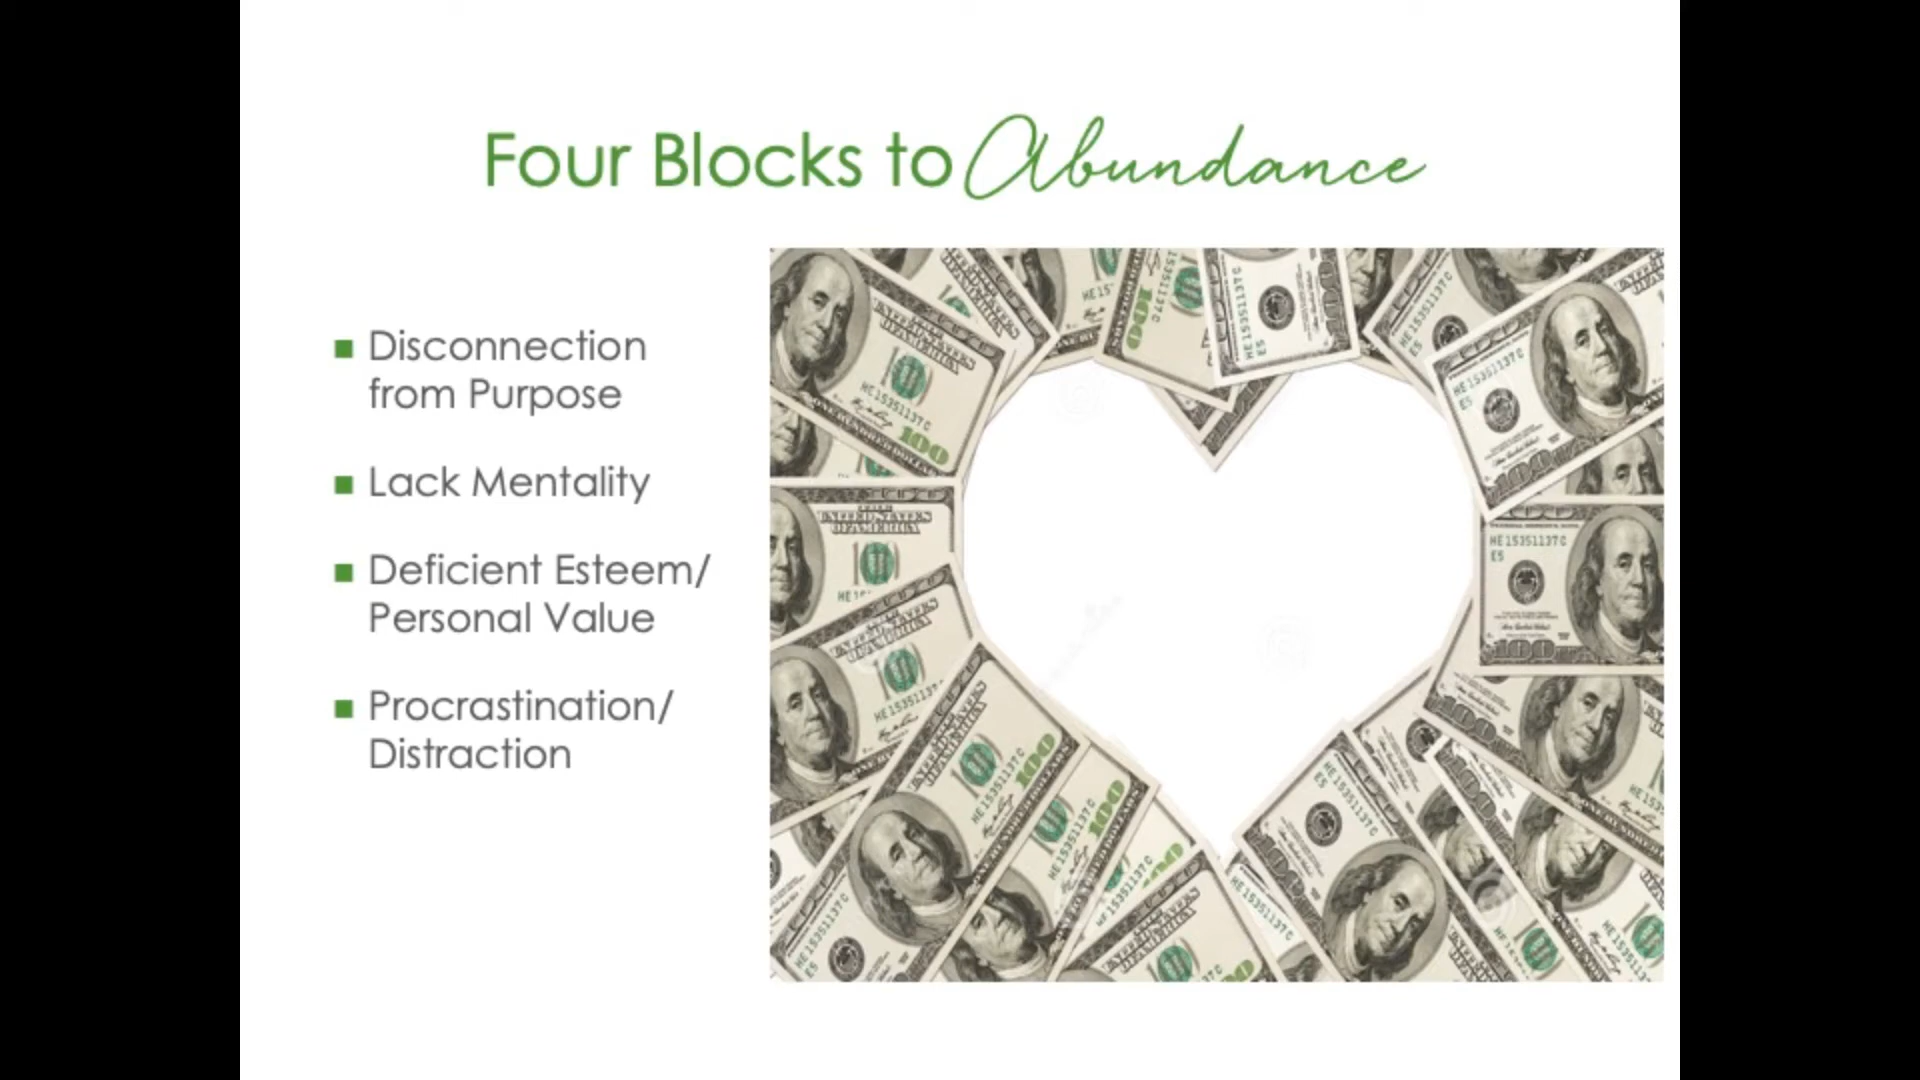 Four Blocks to Abundance
■ Disconnection
from Purpose
■ Lack Mentality
■ Deficient Esteem/
Personal Value
■ Procrastination/
Distraction